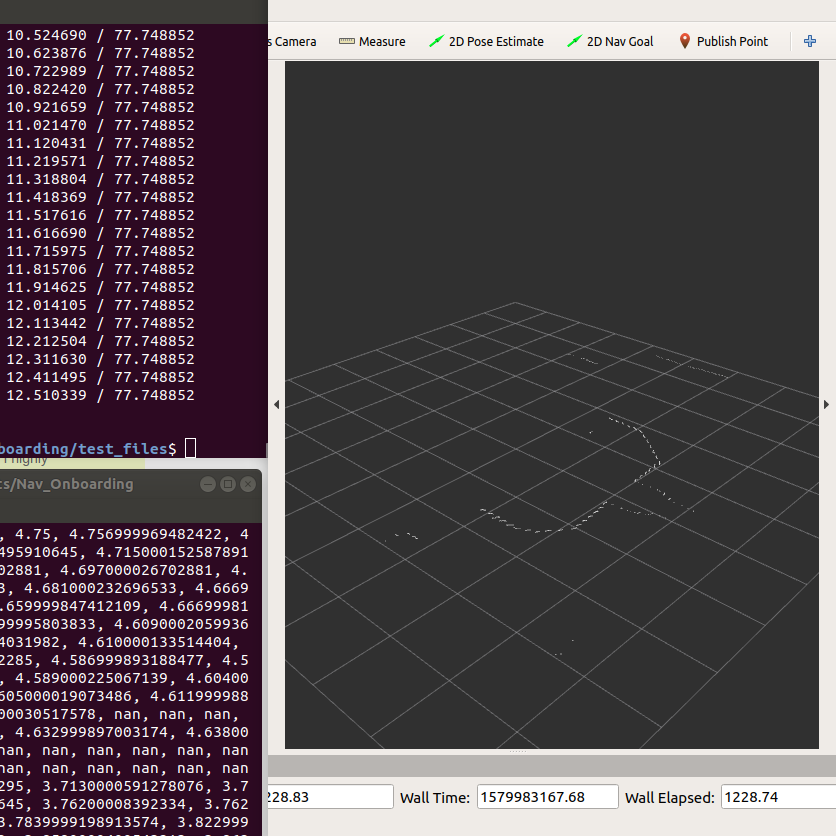 10.524690 / 77.748852
10.623876 / 77.748852
10.722989 / 77.748852
10.822420 / 77.748852
10.921659 / 77.748852
11.021470 / 77.748852
11.120431 / 77.748852
11.219571 / 77.748852
11.318804 / 77.748852
11.418369 / 77.748852
11.517616 / 77.748852
11.616690 / 77.748852
11.715975 / 77.748852
11.815706 / 77.748852
11.914625 / 77.748852
12.014105 / 77.748852
12.113442 / 77.748852
12.212504 / 77.748852
12.311630 / 77.748852
12.411495 / 77.748852
12.510339 / 77.748852
boarding/test_files$
ts/Nav_Onboarding
, 4.75, 4.756999969482422, 4
495910645, 4.715000152587891
02881, 4.697000026702881, 4.
3, 4.681000232696533, 4.6669
.659999847412109, 4.66699981
99995803833, 4.6090002059936
4031982, 4.610000133514404,
2285, 4.586999893188477, 4.5
, 4.589000225067139, 4.60400
605000019073486, 4.611999988
00030517578, nan, nan, nan,
, 4.632999897003174, 4.63800
nan, nan, nan, nan, nan, nan
nan, nan, nan, nan, nan, nan
295, 3.7130000591278076, 3.7
645, 3.76200008392334, 3.762
3.7839999198913574, 3.822999
s Camera Measure 2D Pose Estimate 2D Nav Goal Publish Point
228.83 Wall Time: 1579983167.68 Wall Elapsed: 1228.74